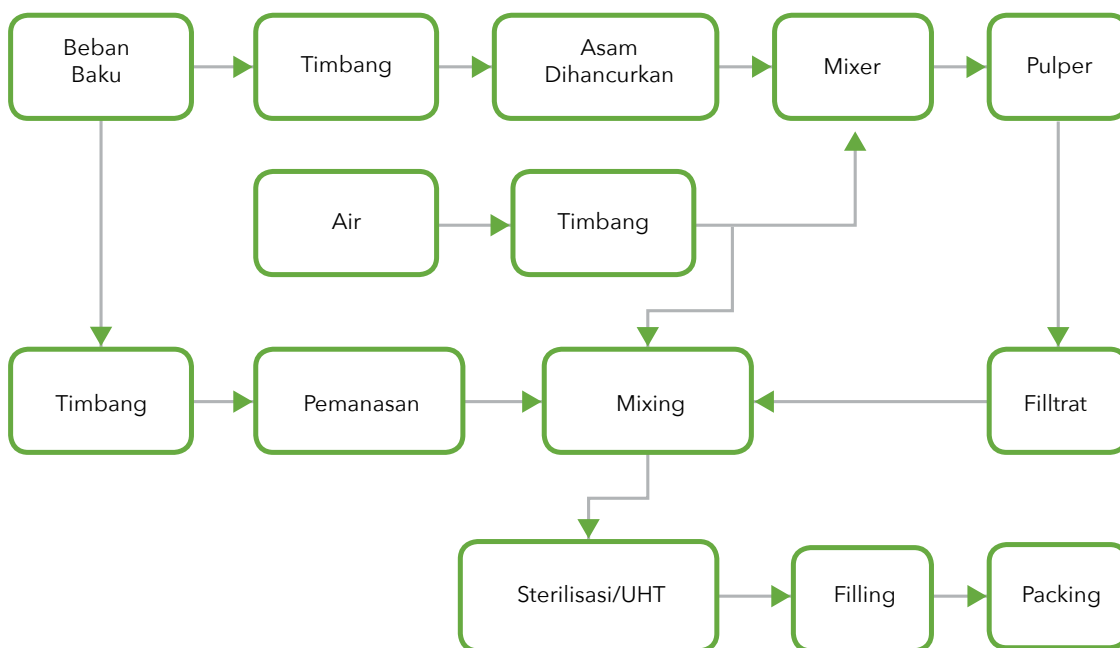 Beban
Baku
Timbang
Asam
Dihancurkan
Mixer
Pulper
Air
Timbang
Timbang
Pemanasan
Mixing
Filltrat
Sterilisasi/UHT
Filling
Packing